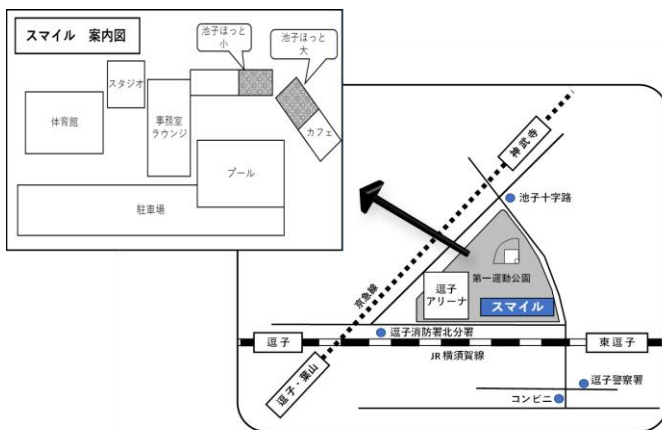 スマイル 案内図
池子ほっと
小
池子ほっと
大
スタジオ
体育館
事務室
ラウンジ
カフェ
プール
駐車場
神武寺
池子十字路
第一運動公園
逗子
アリーナ
スマイル
京急線
逗子消防署北分署
逗子
東逗子
JR横須賀線
逗子・葉山
逗子警察署
コンビニ